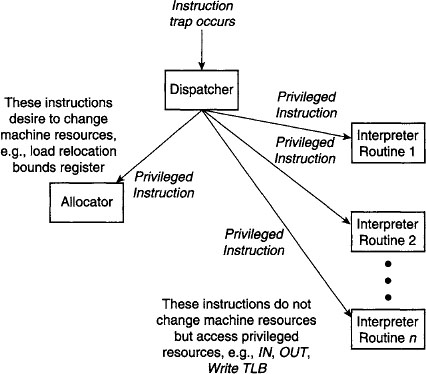 Instruction
trap occurs
Dispatcher
These instructions
desire to change
machine resources,
e.g., load relocation
bounds register
Privileged
Instruction
Privileged
Instruction
Interpreter
Routine 1
Privileged
Instruction
Allocator
Interpreter
Routine 2
Privileged
Instruction
These instructions do not
change machine resources
but access privileged
resources, e.g., IN, OUT,
Write TLB
Interpreter
Routine n